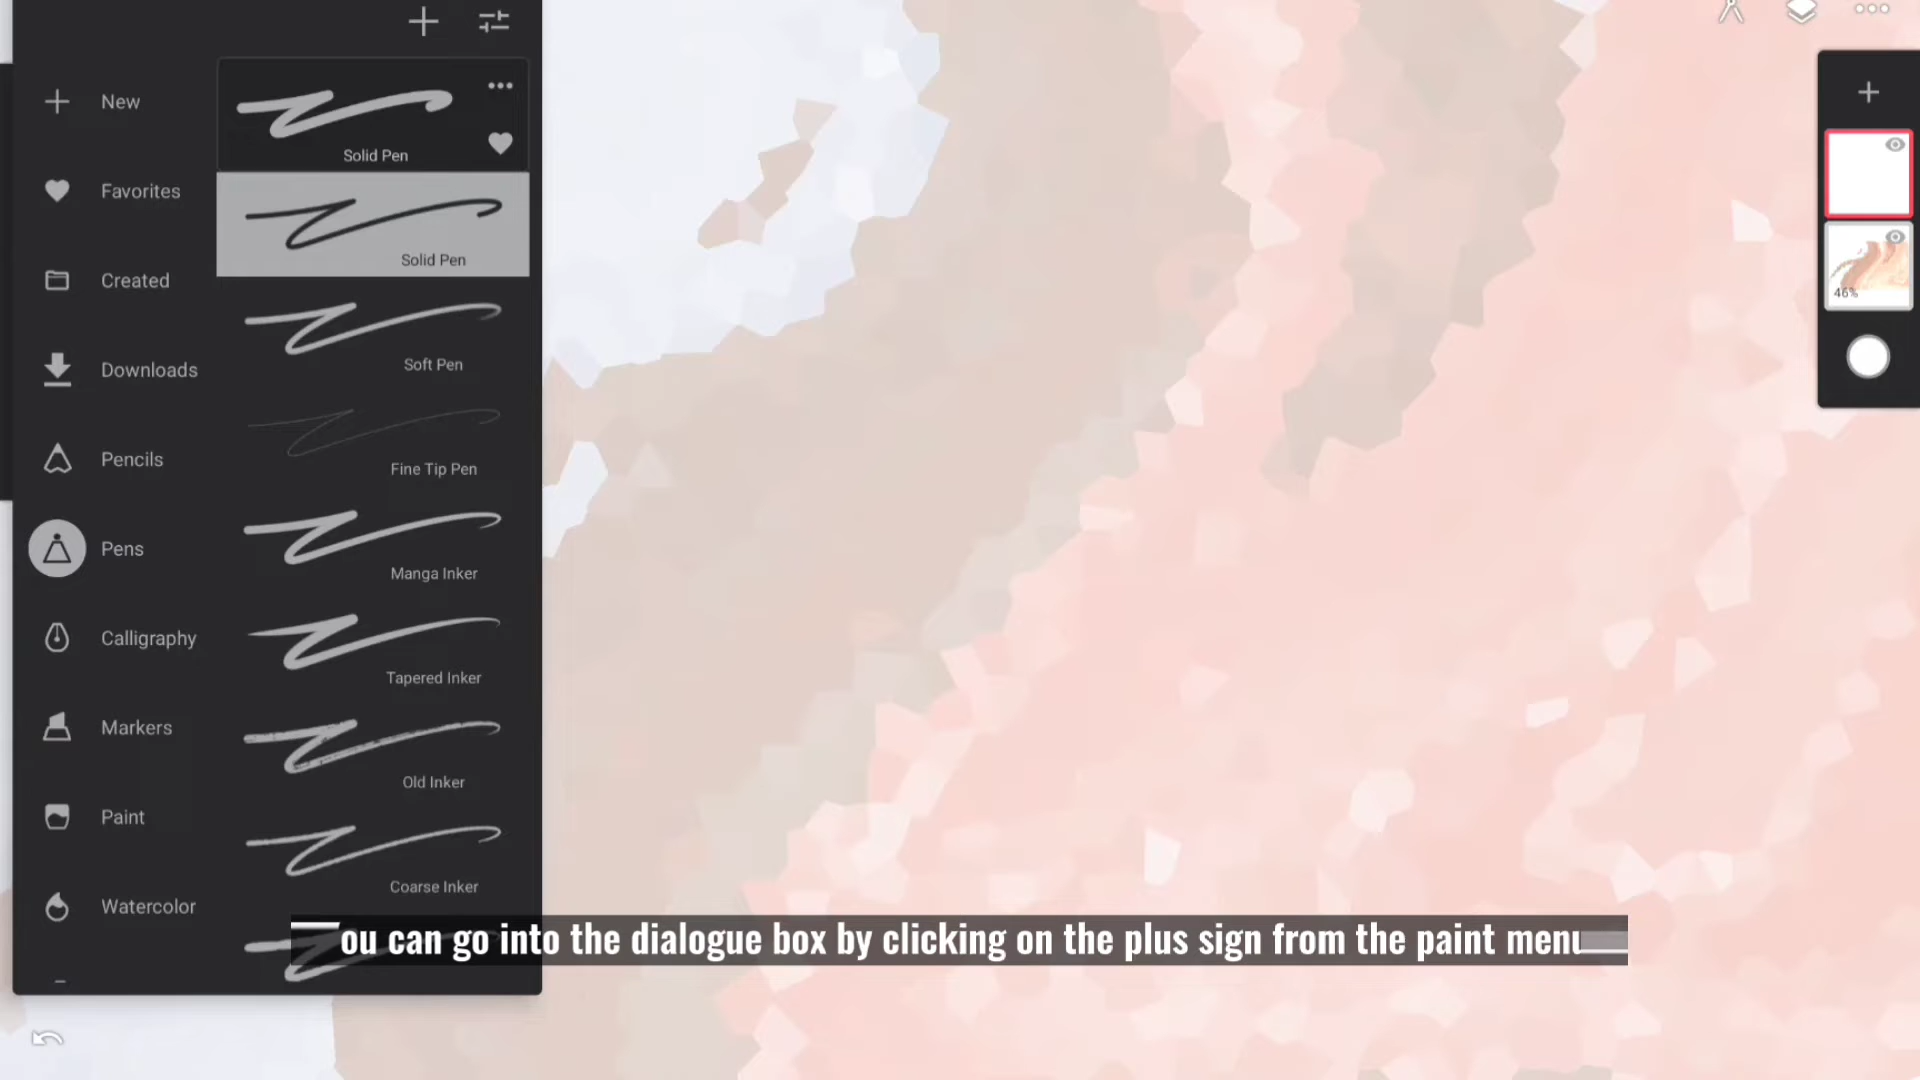 New
Favorites
Created
Downloads
Pencils
Pens
Calligraphy
Markers
Paint
Watercolor
Solid Pen
Solid Pen
Soft Pen
Fine Tip Pen
Manga Inker
Tapered Inker
Old Inker
Coarse Inker
46%
ou can go into the dialogue box by clicking on the plus sign from the paint menu